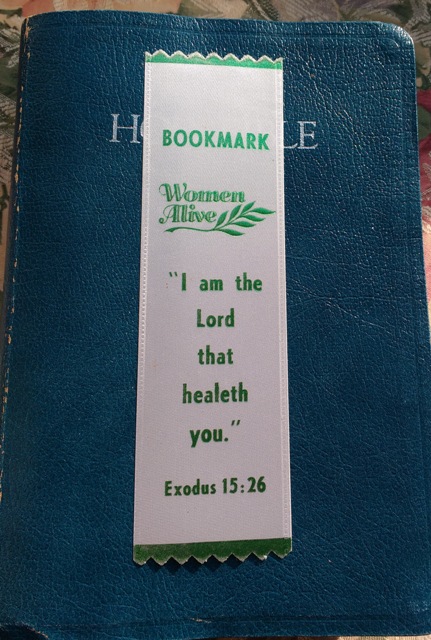 BOOKMARK
Women
Alive
"I am the
Lord
that
healeth
you."
Exodus 15:26